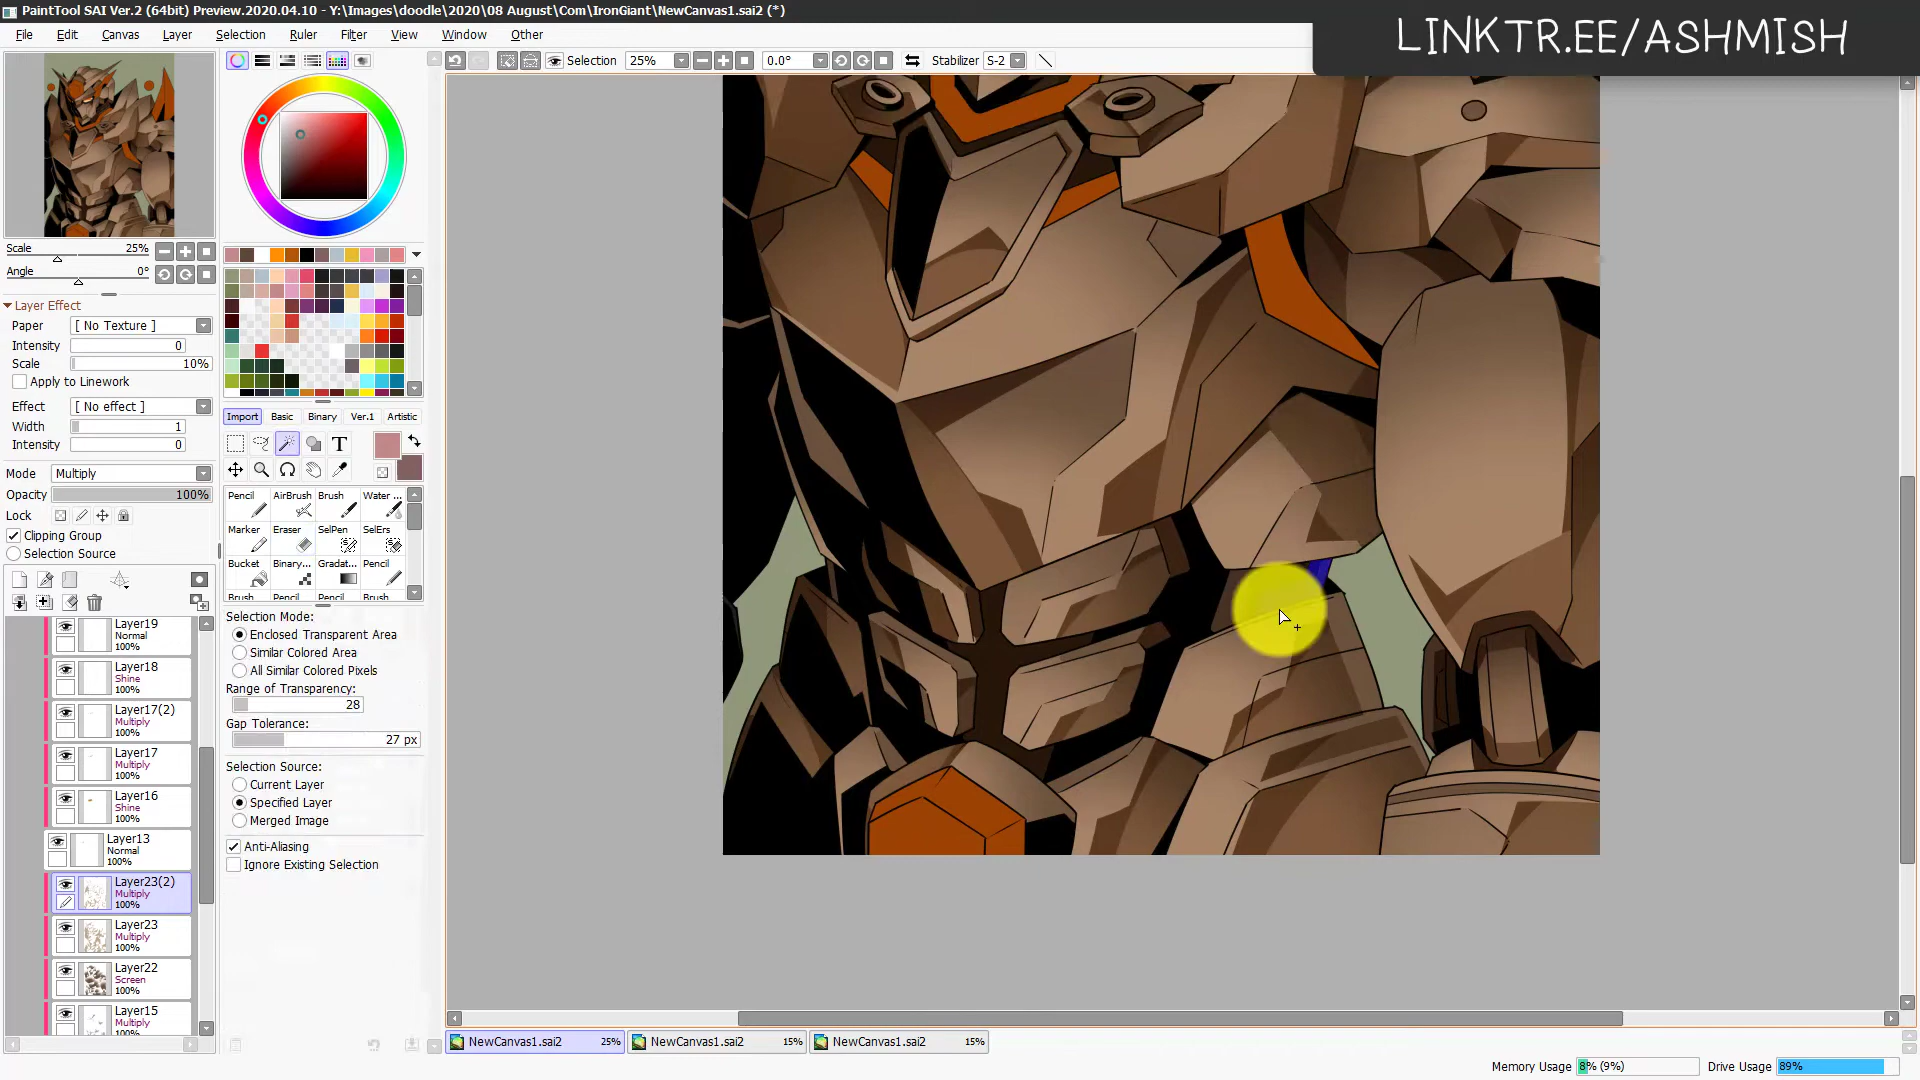 PaintTool SAI Ver.2 (64bit) Preview.2020.04.10 - Y:\Images\doodle\2020\08 August\Com\IronGiant\NewCanvas1.sai2 (*)
LINKTR.EE/ASHMISH
File Edit Canvas Layer Selection Ruler Filter View Window Other
Selection 25% 0.0° Stabilizer S-2
Scale 25%
Angle 0°
Layer Effect
Paper [ No Texture ]
Intensity 0
Scale 10%
Apply to Linework
Effect [ No effect ]
Width 1
Intensity 0
Mode Multiply
Opacity 100%
Lock
Clipping Group
Selection Source
Layer19
Normal
100%
Layer18
Shine
100%
Layer17(2)
Multiply
100%
Layer17
Multiply
100%
Layer16
Shine
100%
Layer13
Normal
100%
Layer23(2)
Multiply
100%
Layer23
Multiply
100%
Layer22
Screen
100%
Layer15
Multiply
Import Basic Binary Ver.1 Artistic
T
Pencil AirBrush Brush Water ...
Marker Eraser SelPen SelErs
Bucket Binary... Gradat... Pencil
Brush Pencil Pencil Brush
Selection Mode:
Enclosed Transparent Area
Similar Colored Area
All Similar Colored Pixels
Range of Transparency:
28
Gap Tolerance:
27 px
Selection Source:
Current Layer
Specified Layer
Merged Image
Anti-Aliasing
Ignore Existing Selection
NewCanvas1.sai2 25% NewCanvas1.sai2 15% NewCanvas1.sai2 15%
Memory Usage 8% (9%) Drive Usage 89%